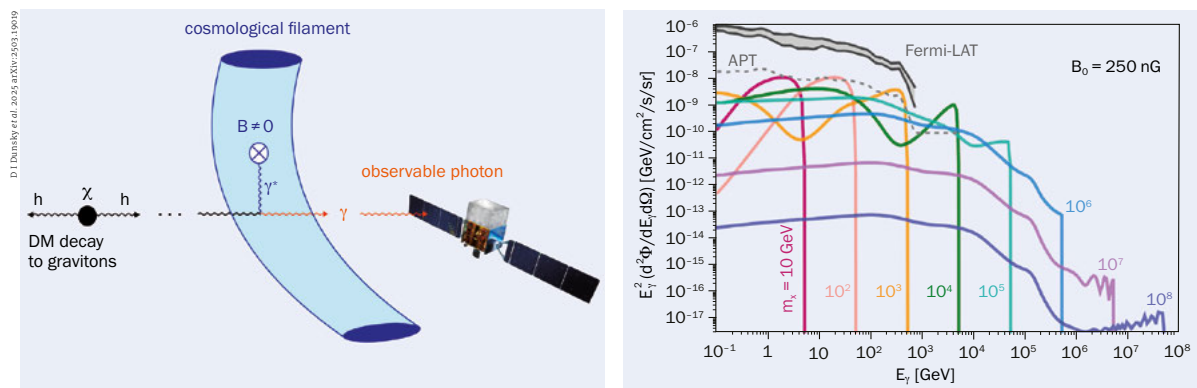 D I Dunsky et al. 2025 arXiv:2503.19019
cosmological filament
B ≠ 0
γ*
observable photon
h χ h
· · ·
γ
DM decay
to gravitons
10⁻⁶
10⁻⁷
10⁻⁸
10⁻⁹
10⁻¹⁰
10⁻¹¹
10⁻¹²
10⁻¹³
10⁻¹⁴
10⁻¹⁵
10⁻¹⁶
10⁻¹⁷
E²ᵧ (d²Φ/dEᵧdΩ) [GeV/cm²/s/sr]
Fermi-LAT
APT
B₀ = 250 nG
mₓ = 10 GeV
10²
10³
10⁴
10⁵
10⁶
10⁷
10⁸
10⁻¹ 1 10 10² 10³ 10⁴ 10⁵ 10⁶ 10⁷ 10⁸
Eᵧ [GeV]